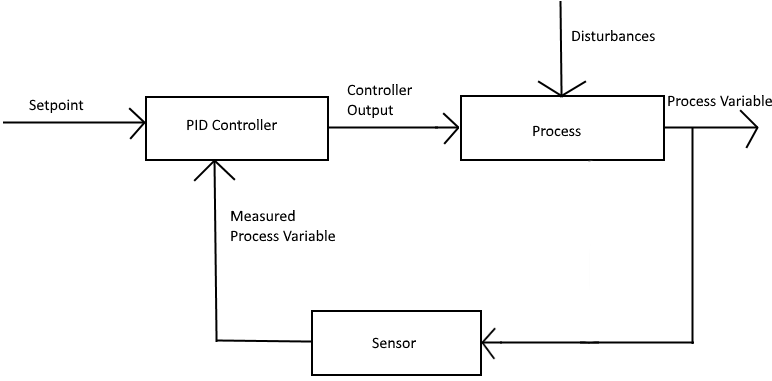 Disturbances
Setpoint
Controller
Output
Process Variable
PID Controller
Process
Measured
Process Variable
Sensor